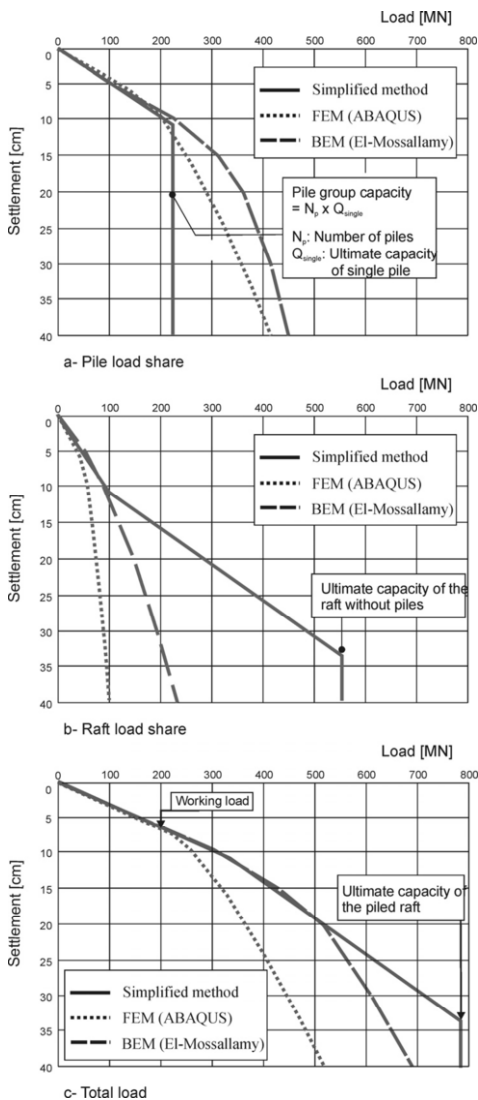 Load [MN]
0 100 200 300 400 500 600 700 800
Settlement [cm]
0
5
10
15
20
25
30
35
40
Simplified method
FEM (ABAQUS)
BEM (El-Mossallamy)
Pile group capacity
= Np x Qsingle
Np: Number of piles
Qsingle: Ultimate capacity
of single pile
a- Pile load share
Load [MN]
0 100 200 300 400 500 600 700 800
Settlement [cm]
0
5
10
15
20
25
30
35
40
Simplified method
FEM (ABAQUS)
BEM (El-Mossallamy)
Ultimate capacity of the
raft without piles
b- Raft load share
Load [MN]
0 100 200 300 400 500 600 700 800
Settlement [cm]
0
5
10
15
20
25
30
35
40
Working load
Ultimate capacity of
the piled raft
Simplified method
FEM (ABAQUS)
BEM (El-Mossallamy)
c- Total load